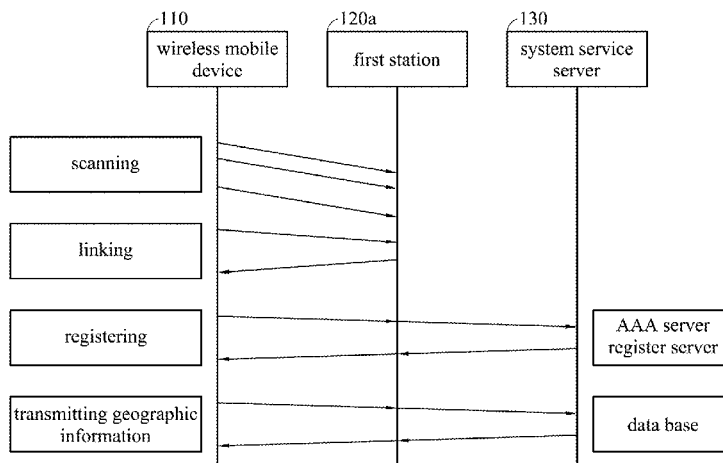 110
120a
130
wireless mobile
device
first station
system service
server
scanning
linking
registering
AAA server
register server
transmitting geographic
information
data base